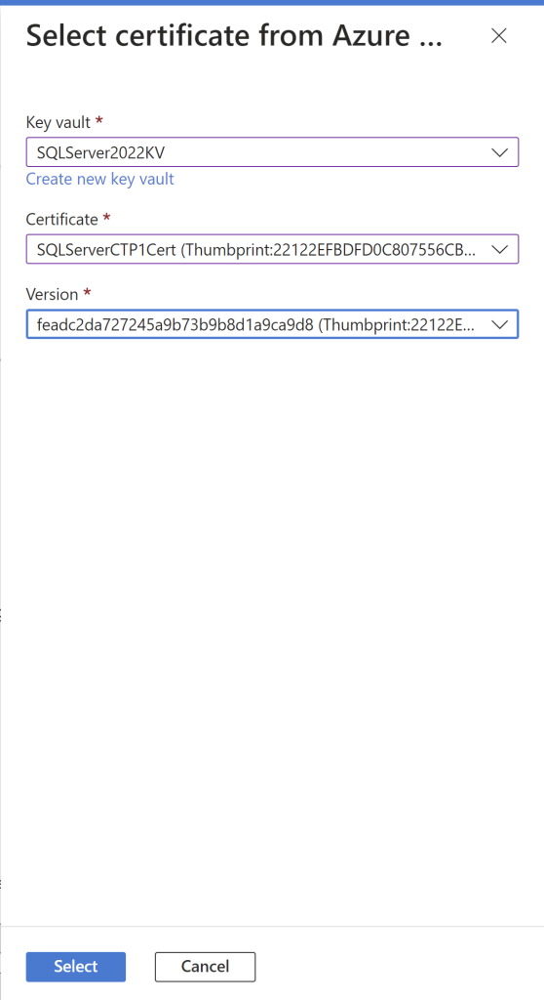 Select certificate from Azure ...
Key vault *
SQLServer2022KV
Create new key vault
Certificate *
SQLServerCTP1Cert (Thumbprint:22122EFBDFD0C807556CB...
Version *
feadc2da727245a9b73b9b8d1a9ca9d8 (Thumbprint:22122E...
Select
Cancel